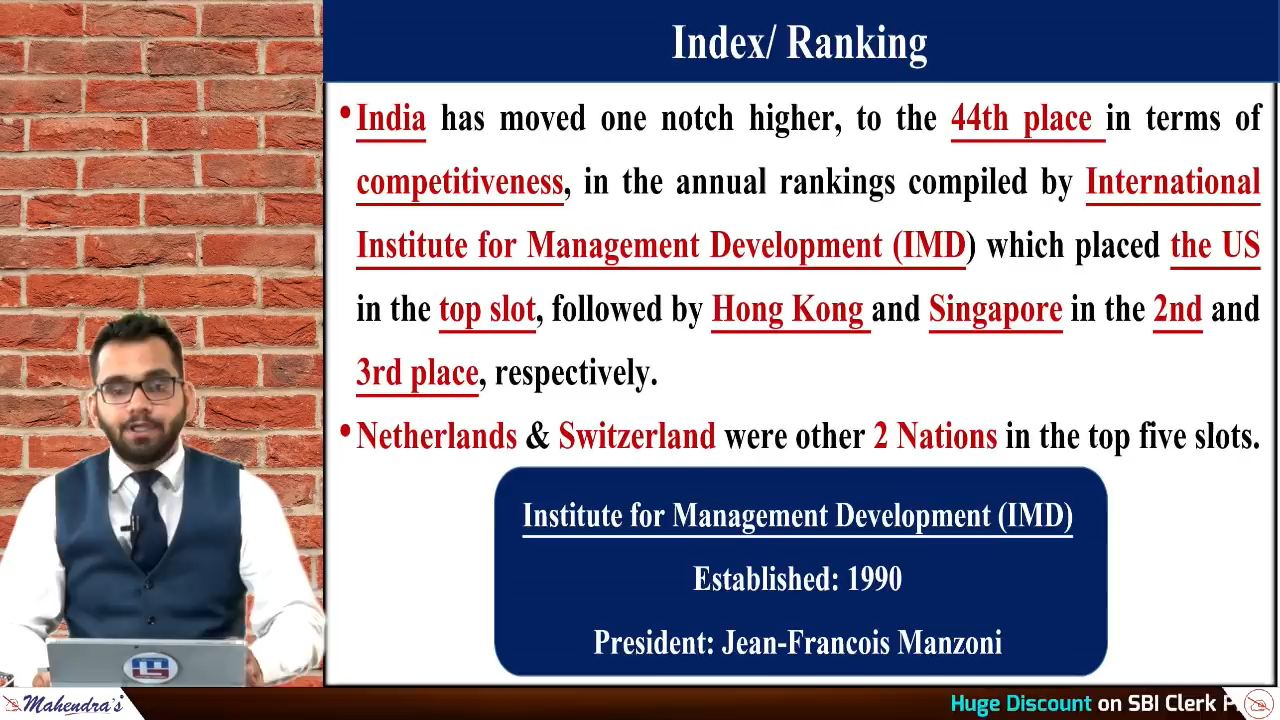 Index/ Ranking
• India has moved one notch higher, to the 44th place in terms of
competitiveness, in the annual rankings compiled by International
Institute for Management Development (IMD) which placed the US
in the top slot, followed by Hong Kong and Singapore in the 2nd and
3rd place, respectively.
• Netherlands & Switzerland were other 2 Nations in the top five slots.
Institute for Management Development (IMD)
Established: 1990
President: Jean-Francois Manzoni
Mahendra's
Huge Discount on SBI Clerk